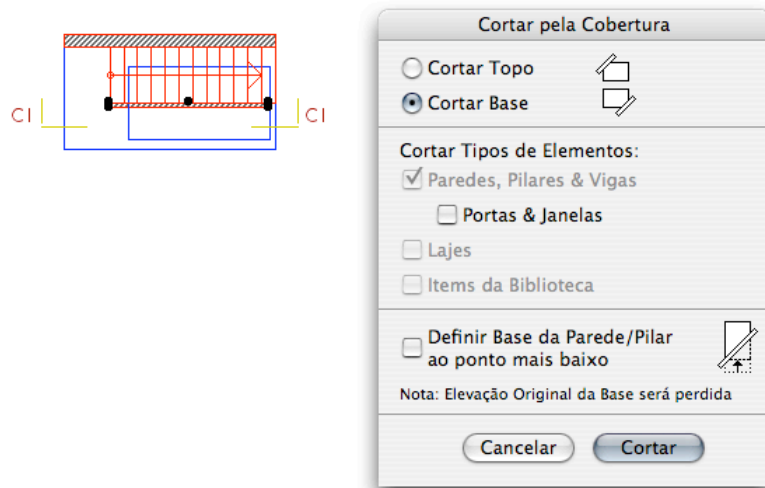 Cortar pela Cobertura
Cortar Topo
Cortar Base
CI
CI
Cortar Tipos de Elementos:
Paredes, Pilares & Vigas
Portas & Janelas
Lajes
Items da Biblioteca
Definir Base da Parede/Pilar
ao ponto mais baixo
Nota: Elevação Original da Base será perdida
Cancelar
Cortar